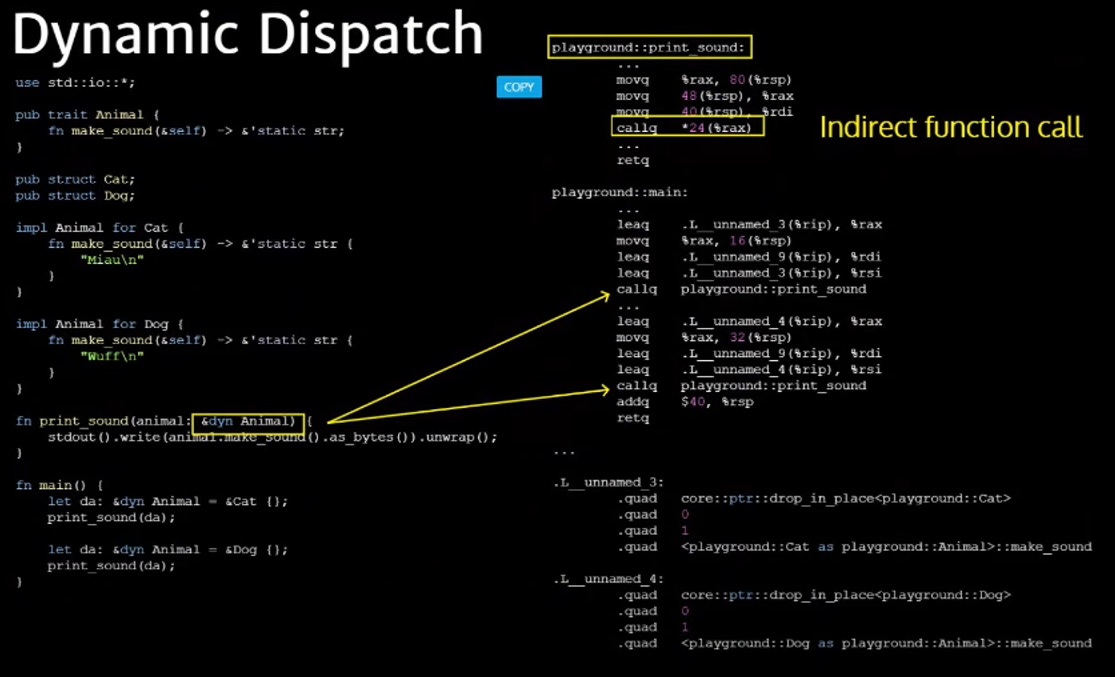 Dynamic Dispatch
use std::io::*;
COPY
pub trait Animal {
fn make_sound(&self) -> &'static str;
}
pub struct Cat;
pub struct Dog;
impl Animal for Cat {
fn make_sound(&self) -> &'static str {
"Miau\n"
}
}
impl Animal for Dog {
fn make_sound(&self) -> &'static str {
"Wuff\n"
}
}
fn print_sound(animal: &dyn Animal) {
stdout().write(animal.make_sound().as_bytes()).unwrap();
}
fn main() {
let da: &dyn Animal = &Cat {};
print_sound(da);
let da: &dyn Animal = &Dog {};
print_sound(da);
}
playground::print_sound:
...
movq %rax, 80(%rsp)
movq 48(%rsp), %rax
movq 40(%rsp), %rdi
callq *24(%rax)
...
retq
Indirect function call
playground::main:
...
leaq .L__unnamed_3(%rip), %rax
movq %rax, 16(%rsp)
leaq .L__unnamed_9(%rip), %rdi
leaq .L__unnamed_3(%rip), %rsi
callq playground::print_sound
...
leaq .L__unnamed_4(%rip), %rax
movq %rax, 32(%rsp)
leaq .L__unnamed_9(%rip), %rdi
leaq .L__unnamed_4(%rip), %rsi
callq playground::print_sound
addq $40, %rsp
retq
...
.L__unnamed_3:
.quad core::ptr::drop_in_place<playground::Cat>
.quad 0
.quad 1
.quad <playground::Cat as playground::Animal>::make_sound
.L__unnamed_4:
.quad core::ptr::drop_in_place<playground::Dog>
.quad 0
.quad 1
.quad <playground::Dog as playground::Animal>::make_sound